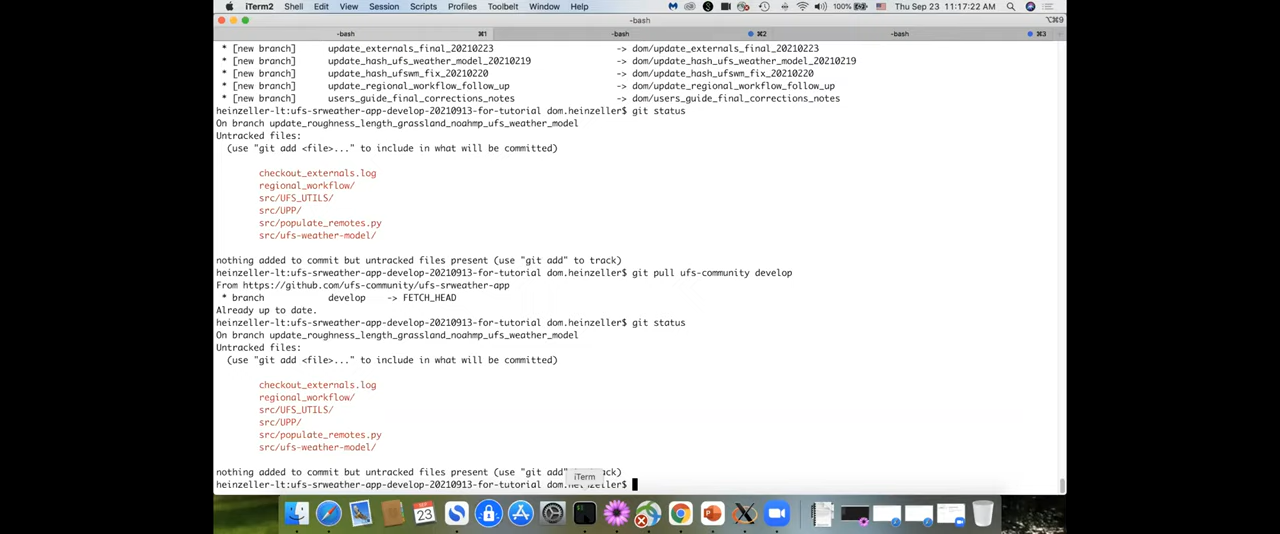 iTerm2 Shell Edit View Session Scripts Profiles Toolbelt Window Help 100% Thu Sep 23 AM 11:17:22
-bash ⌥⌘9
-bash ⌘1 -bash ⌘2 -bash ⌘3
* [new branch] update_externals_final_20210223 -> dom/update_externals_final_20210223
* [new branch] update_hash_ufs_weather_model_20210219 -> dom/update_hash_ufs_weather_model_20210219
* [new branch] update_hash_ufswm_fix_20210220 -> dom/update_hash_ufswm_fix_20210220
* [new branch] update_regional_workflow_follow_up -> dom/update_regional_workflow_follow_up
* [new branch] users_guide_final_corrections_notes -> dom/users_guide_final_corrections_notes
heinzeller-lt:ufs-srweather-app-develop-20210913-for-tutorial dom.heinzeller$ git status
On branch update_roughness_length_grassland_noahmp_ufs_weather_model
Untracked files:
(use "git add <file>..." to include in what will be committed)
checkout_externals.log
regional_workflow/
src/UFS_UTILS/
src/UPP/
src/populate_remotes.py
src/ufs-weather-model/
nothing added to commit but untracked files present (use "git add" to track)
heinzeller-lt:ufs-srweather-app-develop-20210913-for-tutorial dom.heinzeller$ git pull ufs-community develop
From https://github.com/ufs-community/ufs-srweather-app
* branch develop -> FETCH_HEAD
Already up to date.
heinzeller-lt:ufs-srweather-app-develop-20210913-for-tutorial dom.heinzeller$ git status
On branch update_roughness_length_grassland_noahmp_ufs_weather_model
Untracked files:
(use "git add <file>..." to include in what will be committed)
checkout_externals.log
regional_workflow/
src/UFS_UTILS/
src/UPP/
src/populate_remotes.py
src/ufs-weather-model/
nothing added to commit but untracked files present (use "git add" track)
iTerm
heinzeller-lt:ufs-srweather-app-develop-20210913-for-tutorial dom.heinzeller$
SEP
23